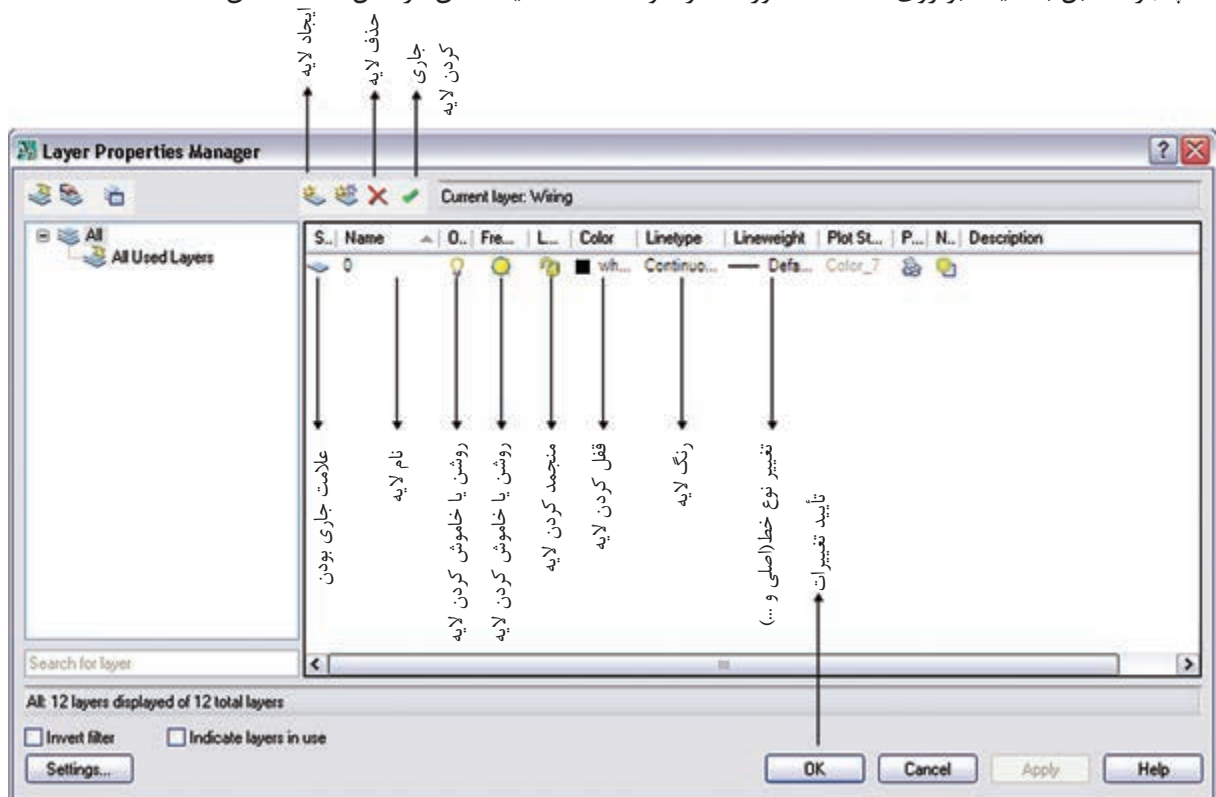 ایجاد لایه
حذف لایه
جاری
کردن لایه
Layer Properties Manager
Current layer: Wiring
All
All Used Layers
S.. Name O.. Fre... L... Color Linetype Lineweight Plot St... P... N.. Description
0 wh... Continuo... Defa... Color_7
علامت جاری بودن
نام لایه
روشن یا خاموش کردن لایه
روشن یا خاموش کردن لایه
منجمد کردن لایه
قفل کردن لایه
رنگ لایه
تغییر نوع خط(اصلی و ...)
تأیید تغییرات
Search for layer
All: 12 layers displayed of 12 total layers
Invert filter
Indicate layers in use
Settings...
OK
Cancel
Apply
Help